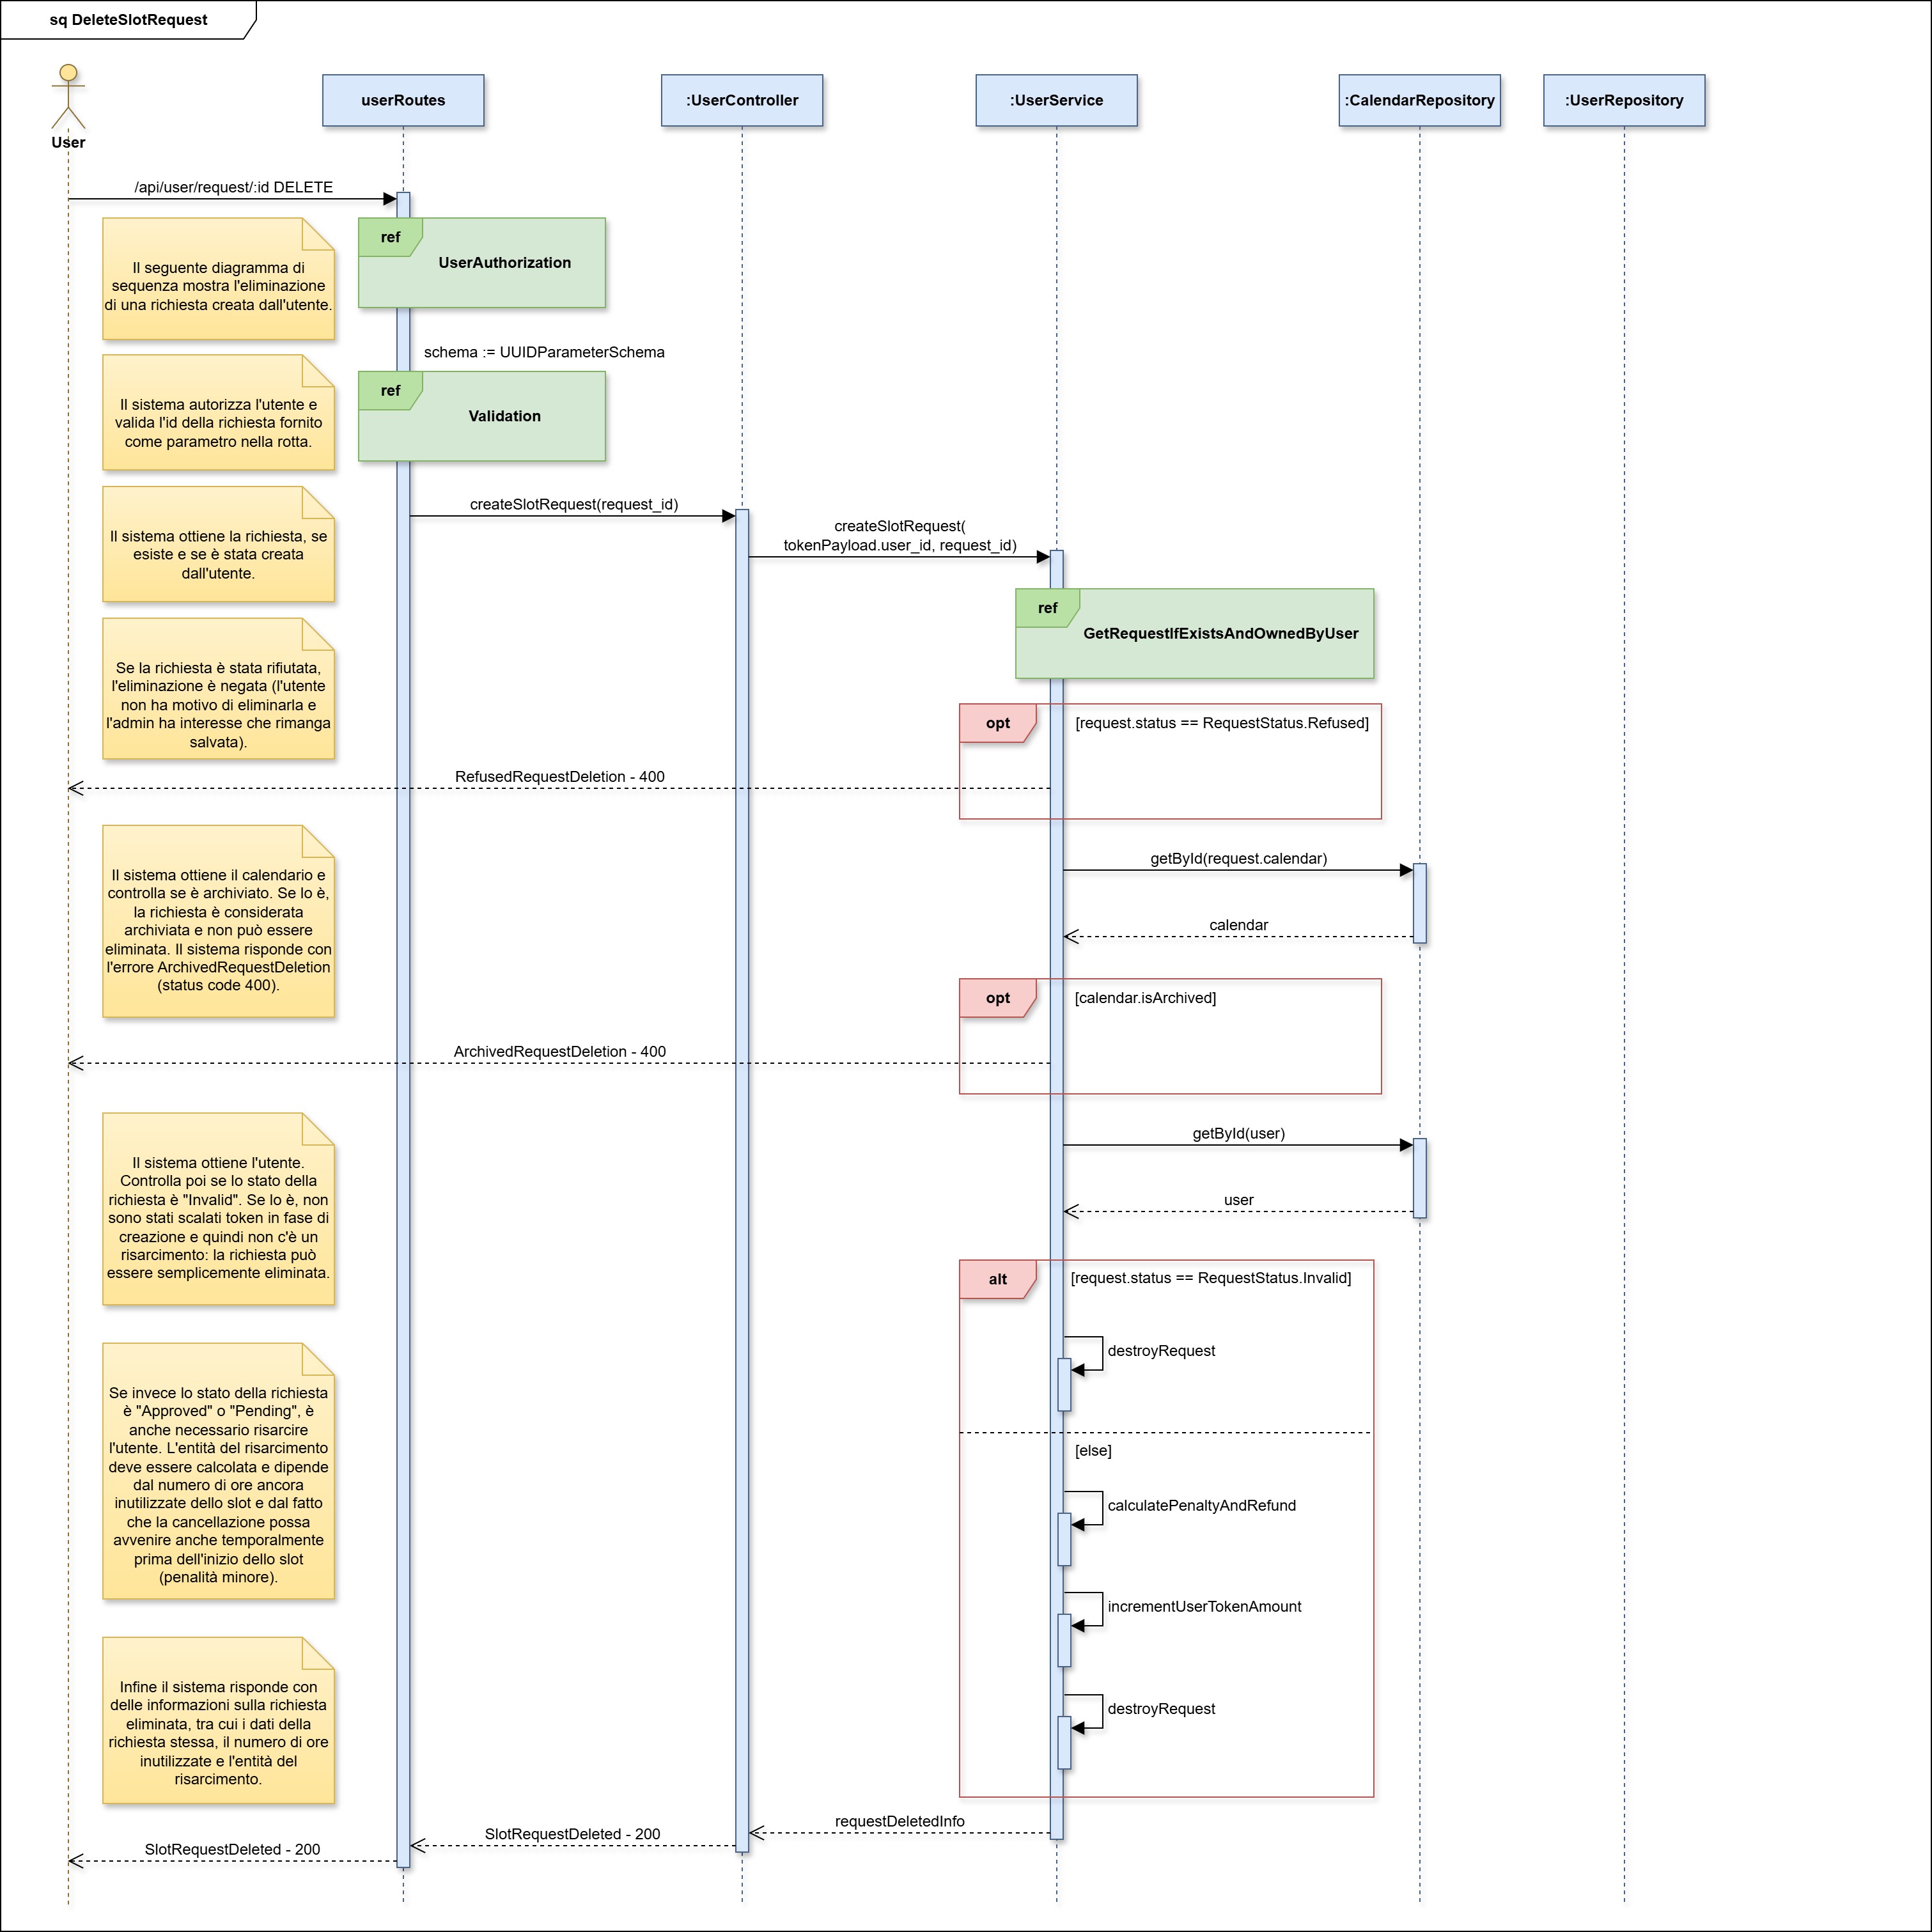 sq DeleteSlotRequest
User
userRoutes
:UserController
:UserService
:CalendarRepository
:UserRepository
/api/user/request/:id DELETE
Il seguente diagramma di
sequenza mostra l'eliminazione
di una richiesta creata dall'utente.
ref
UserAuthorization
schema := UUIDParameterSchema
Il sistema autorizza l'utente e
valida l'id della richiesta fornito
come parametro nella rotta.
ref
Validation
createSlotRequest(request_id)
createSlotRequest(
tokenPayload.user_id, request_id)
Il sistema ottiene la richiesta, se
esiste e se è stata creata
dall'utente.
ref
GetRequestIfExistsAndOwnedByUser
Se la richiesta è stata rifiutata,
l'eliminazione è negata (l'utente
non ha motivo di eliminarla e
l'admin ha interesse che rimanga
salvata).
opt
[request.status == RequestStatus.Refused]
RefusedRequestDeletion - 400
Il sistema ottiene il calendario e
controlla se è archiviato. Se lo è,
la richiesta è considerata
archiviata e non può essere
eliminata. Il sistema risponde con
l'errore ArchivedRequestDeletion
(status code 400).
getById(request.calendar)
calendar
opt
[calendar.isArchived]
ArchivedRequestDeletion - 400
Il sistema ottiene l'utente.
Controlla poi se lo stato della
richiesta è "Invalid". Se lo è, non
sono stati scalati token in fase di
creazione e quindi non c'è un
risarcimento: la richiesta può
essere semplicemente eliminata.
getById(user)
user
alt
[request.status == RequestStatus.Invalid]
destroyRequest
Se invece lo stato della richiesta
è "Approved" o "Pending", è
anche necessario risarcire
l'utente. L'entità del risarcimento
deve essere calcolata e dipende
dal numero di ore ancora
inutilizzate dello slot e dal fatto
che la cancellazione possa
avvenire anche temporalmente
prima dell'inizio dello slot
(penalità minore).
[else]
calculatePenaltyAndRefund
incrementUserTokenAmount
destroyRequest
Infine il sistema risponde con
delle informazioni sulla richiesta
eliminata, tra cui i dati della
richiesta stessa, il numero di ore
inutilizzate e l'entità del
risarcimento.
requestDeletedInfo
SlotRequestDeleted - 200
SlotRequestDeleted - 200